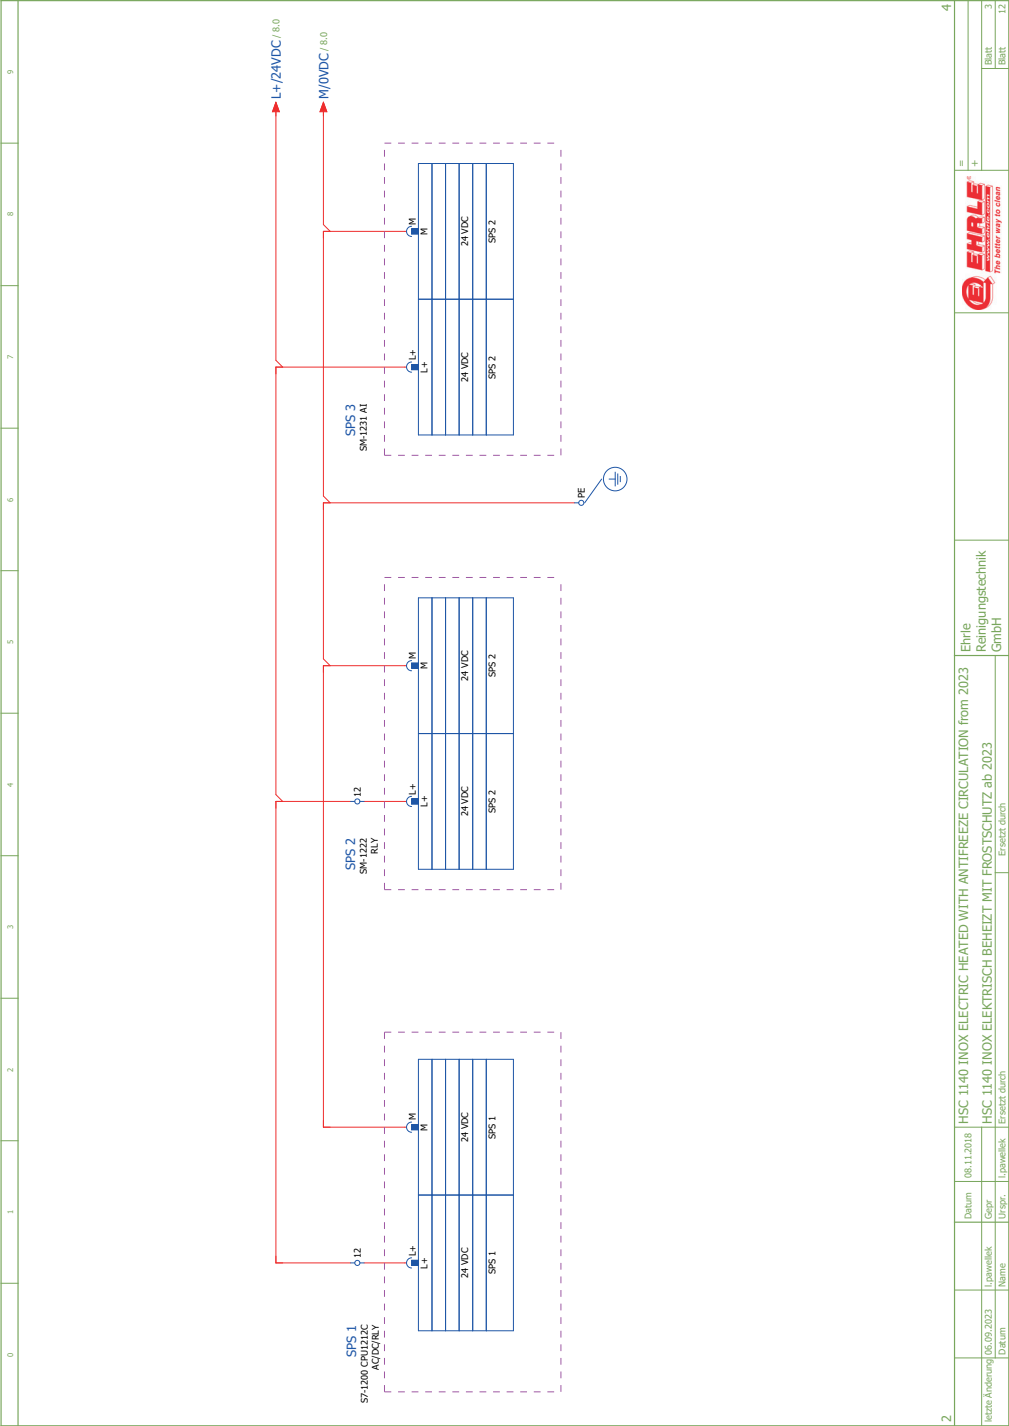 0 1 2 3 4 5 6 7 8 9
L+/24VDC / 8.0
M/0VDC / 8.0
SPS 1
S7-1200 CPU1212C
AC/DC/RLY
12
L+
L+
24 VDC
SPS 1
M
M
24 VDC
SPS 1
SPS 2
SM-1222
RLY
12
L+
L+
24 VDC
SPS 2
M
M
24 VDC
SPS 2
PE
SPS 3
SM-1231 AI
L+
L+
24 VDC
SPS 2
M
M
24 VDC
SPS 2
2
4
letzte Änderung
06.09.2023
I.pawellek
Datum
Name
Datum
08.11.2018
Gepr
Urspr.
I.pawellek
HSC 1140 INOX ELECTRIC HEATED WITH ANTIFREEZE CIRCULATION from 2023
HSC 1140 INOX ELEKTRISCH BEHEIZT MIT FROSTSCHUTZ ab 2023
Ersetzt durch
Ersetzt durch
Ehrle
Reinigungstechnik
GmbH
EHRLE®
www.ehrle.com
The better way to clean
=
+
Blatt 3
Blatt 12